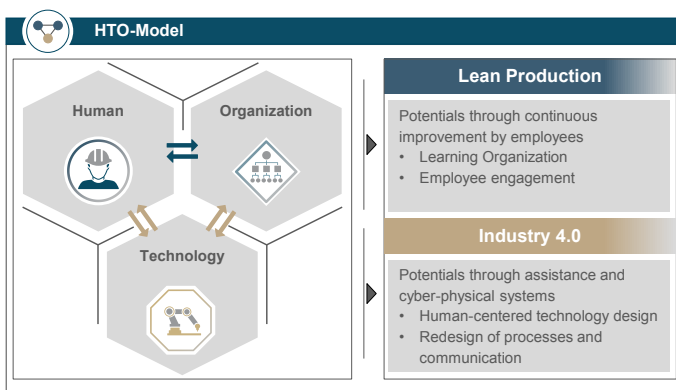 HTO-Model
Human
Organization
Technology
Lean Production
Potentials through continuous
improvement by employees
• Learning Organization
• Employee engagement
Industry 4.0
Potentials through assistance and
cyber-physical systems
• Human-centered technology design
• Redesign of processes and
communication